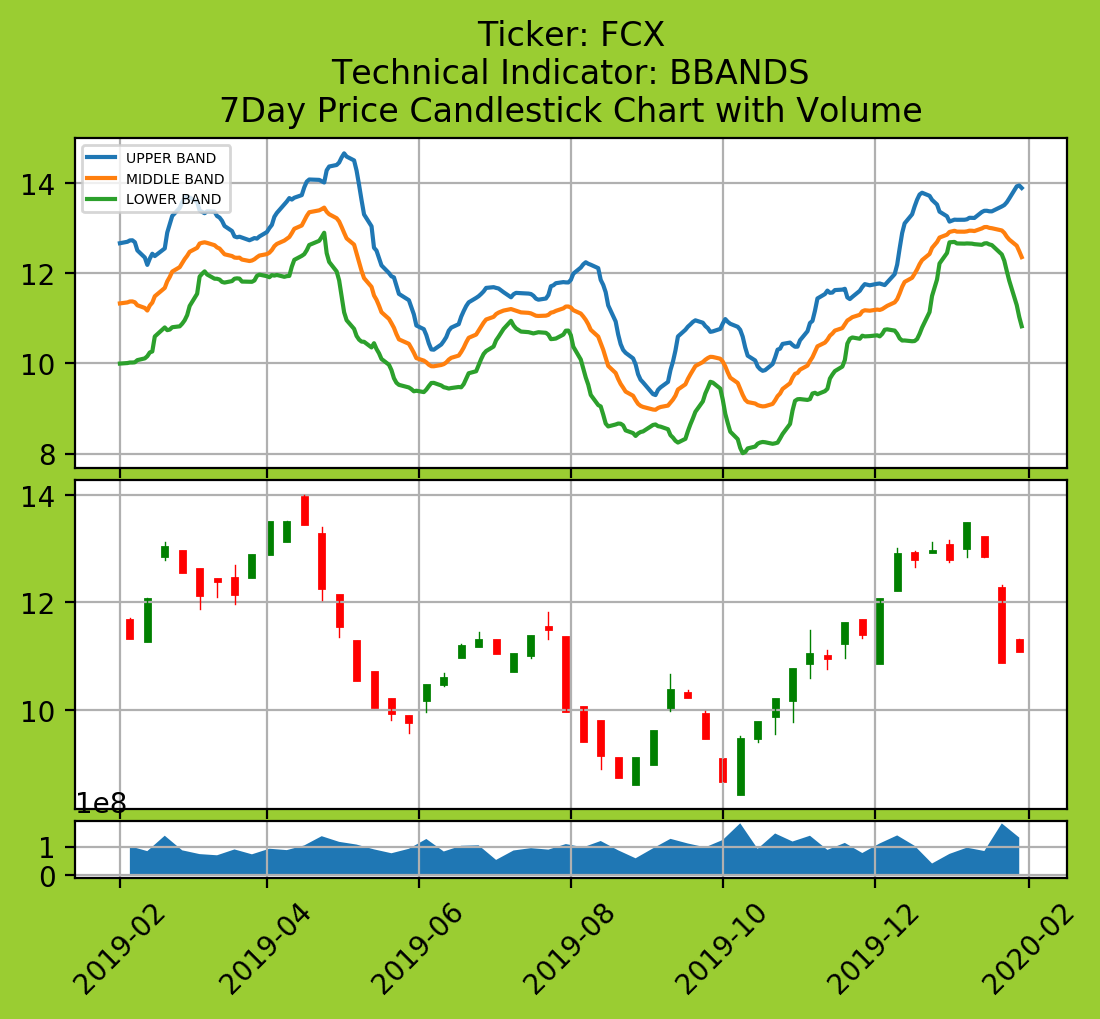 Ticker: FCX
Technical Indicator: BBANDS
7Day Price Candlestick Chart with Volume
UPPER BAND
MIDDLE BAND
LOWER BAND
14
12
10
8
14
12
10
1e8
1
0
2019-02
2019-04
2019-06
2019-08
2019-10
2019-12
2020-02